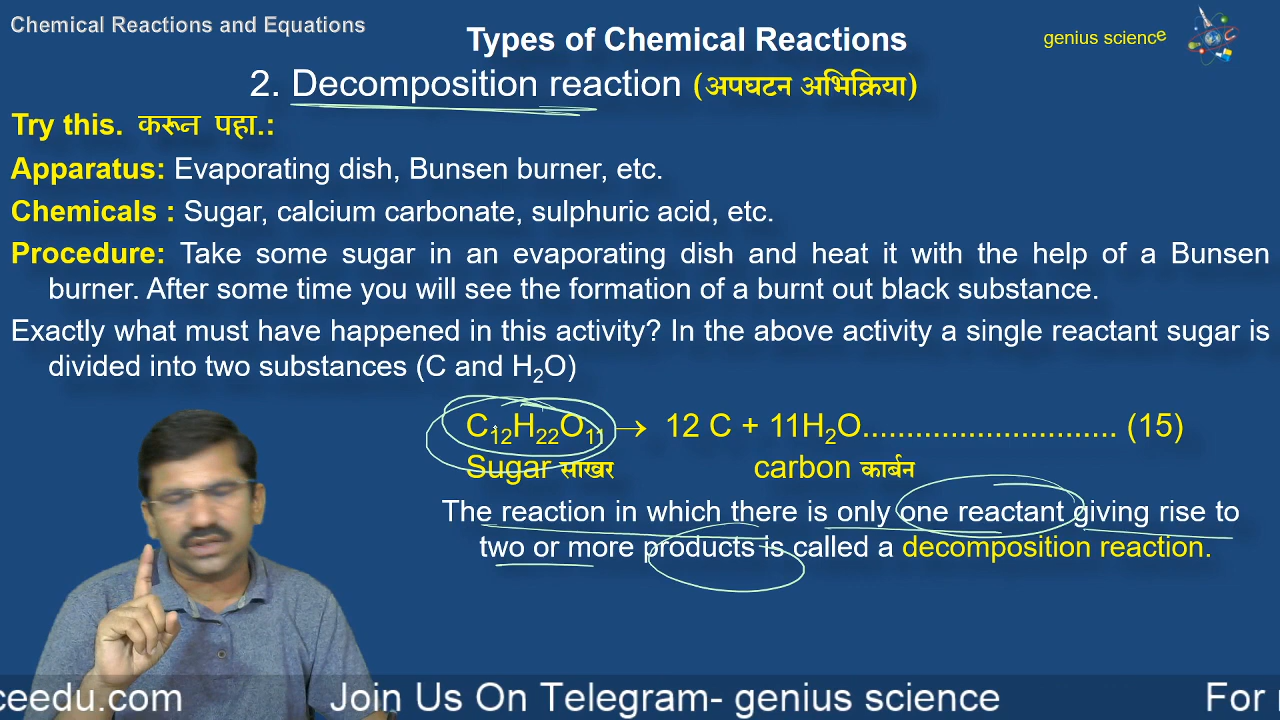 Chemical Reactions and Equations
Types of Chemical Reactions
genius science
2. Decomposition reaction (अपघटन अभिक्रिया)
Try this. करून पहा.:
Apparatus: Evaporating dish, Bunsen burner, etc.
Chemicals : Sugar, calcium carbonate, sulphuric acid, etc.
Procedure: Take some sugar in an evaporating dish and heat it with the help of a Bunsen
burner. After some time you will see the formation of a burnt out black substance.
Exactly what must have happened in this activity? In the above activity a single reactant sugar is
divided into two substances (C and H₂O)
C₁₂H₂₂O₁₁ → 12 C + 11H₂O............................. (15)
Sugar साखर carbon कार्बन
The reaction in which there is only one reactant giving rise to
two or more products is called a decomposition reaction.
ceedu.com Join Us On Telegram- genius science For